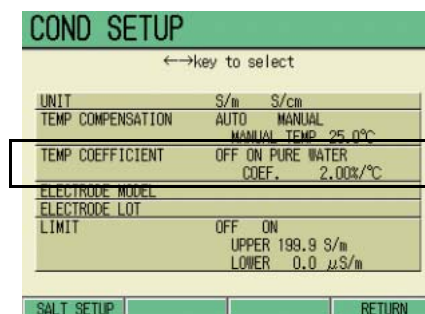 COND SETUP
←→key to select
UNIT S/m S/cm
TEMP COMPENSATION AUTO MANUAL
MANUAL TEMP 25.0℃
TEMP COEFFICIENT OFF ON PURE WATER
COEF. 2.00%/℃
ELECTRODE MODEL
ELECTRODE LOT
LIMIT OFF ON
UPPER 199.9 S/m
LOWER 0.0 μS/m
SALT SETUP RETURN